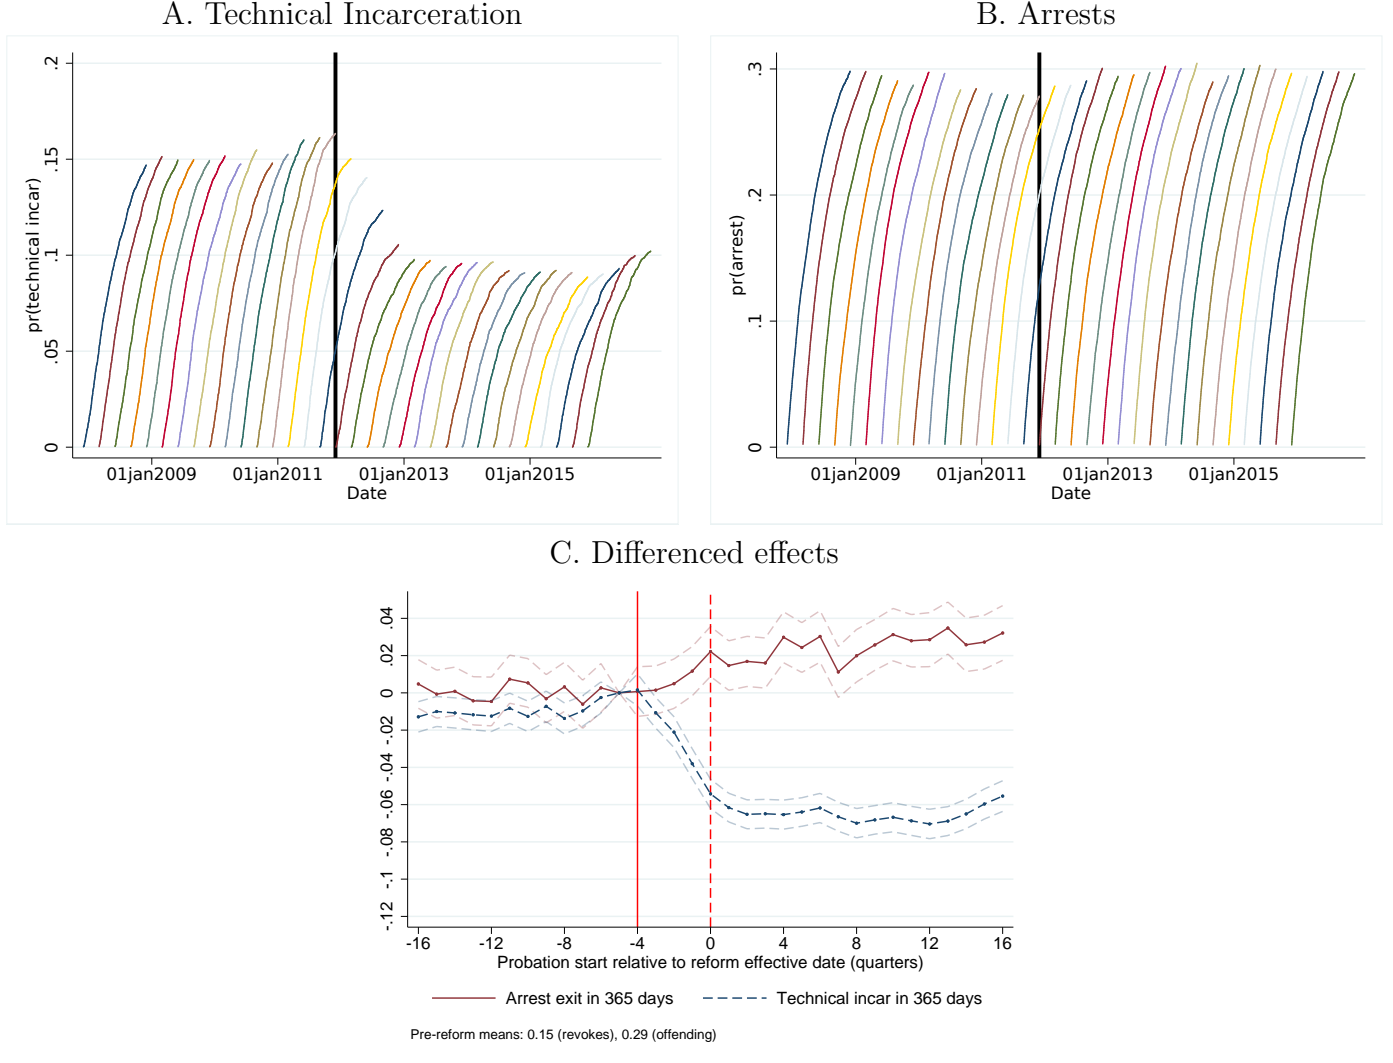 A. Technical Incarceration
B. Arrests
pr(technical incar)
.2
.15
.1
.05
0
01jan2009 01jan2011 01jan2013 01jan2015
Date
pr(arrest)
.3
.2
.1
0
01jan2009 01jan2011 01jan2013 01jan2015
Date
C. Differenced effects
.04
.02
0
-.02
-.04
-.06
-.08
-.1
-.12
-16 -12 -8 -4 0 4 8 12 16
Probation start relative to reform effective date (quarters)
Arrest exit in 365 days Technical incar in 365 days
Pre-reform means: 0.15 (revokes), 0.29 (offending)